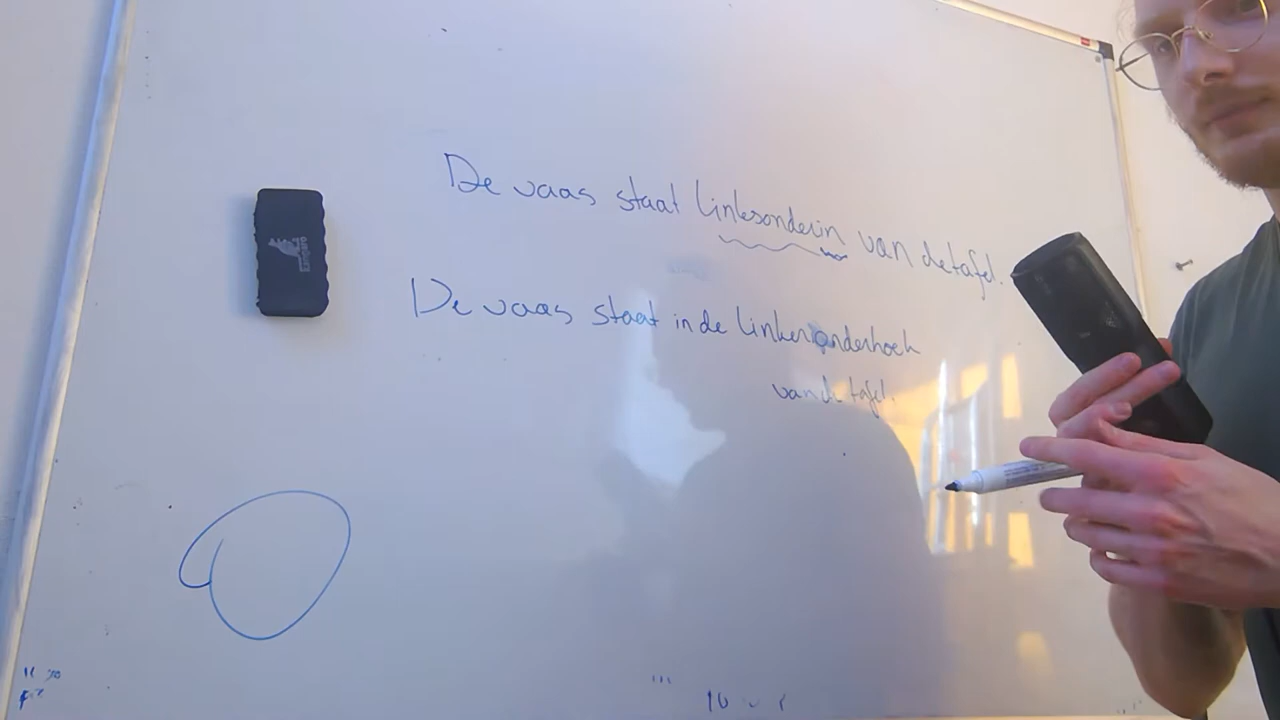 De vaas staat linksonderin van de tafel.
De vaas staat in de linkeronderhoek
van de tafel.